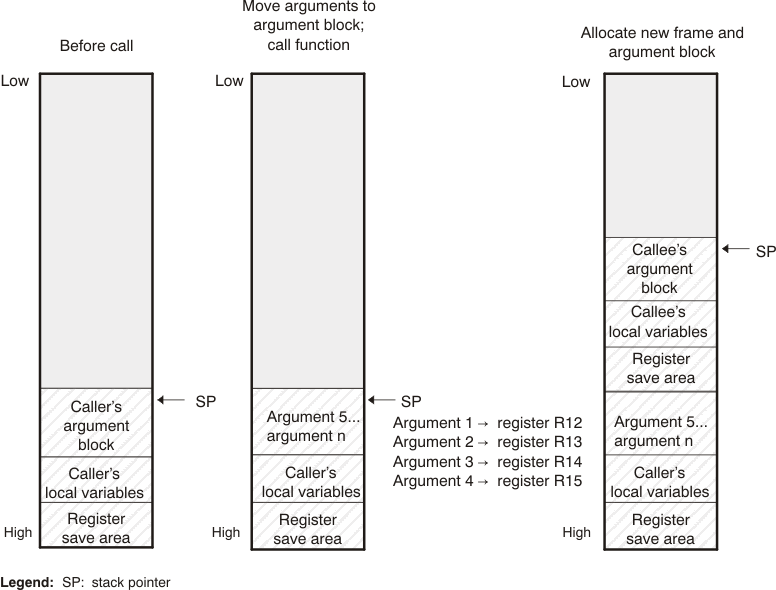 Before call
Low
Caller's
argument
block
SP
Caller's
local variables
Register
save area
High
Move arguments to
argument block;
call function
Low
SP
Argument 5...
argument n
Argument 1→ register R12
Argument 2→ register R13
Argument 3→ register R14
Argument 4→ register R15
Caller's
local variables
Register
save area
High
Allocate new frame and
argument block
Low
Callee's
argument
block
SP
Callee's
local variables
Register
save area
Argument 5...
argument n
Caller's
local variables
Register
save area
High
Legend: SP: stack pointer